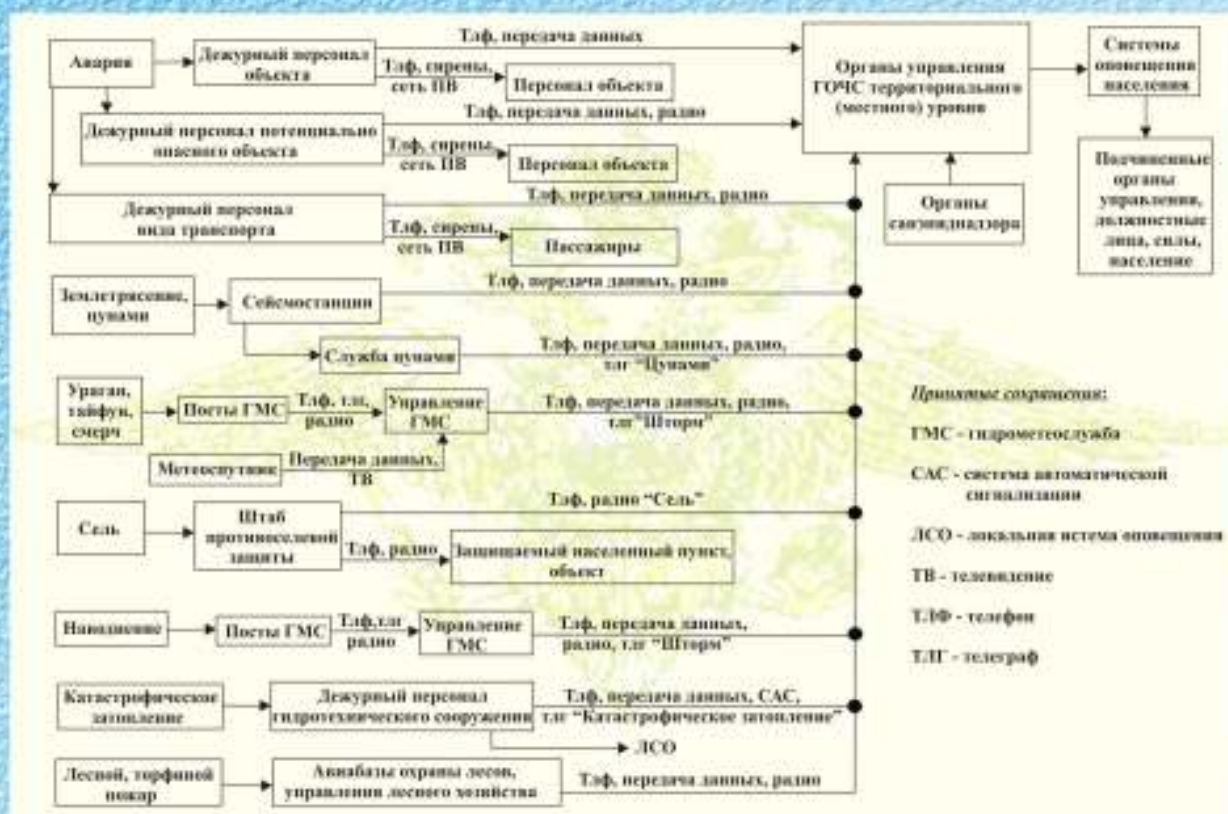 Авария
Дежурный персонал
объекта
Тлф, передача данных
Тлф, сирены,
сеть ПВ
Персонал объекта
Органы управления
ГОЧС территориального
(местного) уровня
Системы
оповещения
населения
Дежурный персонал потенциально
опасного объекта
Тлф, передача данных, радио
Тлф, сирены,
сеть ПВ
Персонал объекта
Подчиненные
органы
управления,
должностные
лица, силы,
население
Дежурный персонал
вида транспорта
Тлф, передача данных, радио
Тлф, сирены,
сеть ПВ
Пассажиры
Органы
санэпиднадзора
Землетрясение,
цунами
Сейсмостанции
Тлф, передача данных, радио
Служба цунами
Тлф, передача данных, радио,
тлг “Цунами”
Ураган,
тайфун,
смерч
Посты ГМС
Тлф, тлг,
радио
Управление
ГМС
Тлф, передача данных, радио,
тлг“Шторм”
Метеоспутник
Передача данных,
ТВ
Сель
Штаб
противоселевой
защиты
Тлф, радио “Сель”
Тлф, радио
Защищаемый населенный пункт,
объект
Наводнение
Посты ГМС
Тлф,тлг
радио
Управление
ГМС
Тлф, передача данных,
радио, тлг “Шторм”
Катастрофическое
затопление
Дежурный персонал
гидротехнического сооружения
Тлф, передача данных, САС,
тлг “Катастрофическое затопление”
ЛСО
Лесной, торфяной
пожар
Авиабазы охраны лесов,
управления лесного хозяйства
Тлф, передача данных, радио
Принятые сокращения:
ГМС - гидрометеослужба
САС - система автоматической
сигнализации
ЛСО - локальная истема оповещения
ТВ - телевидение
ТЛФ - телефон
ТЛГ - телеграф